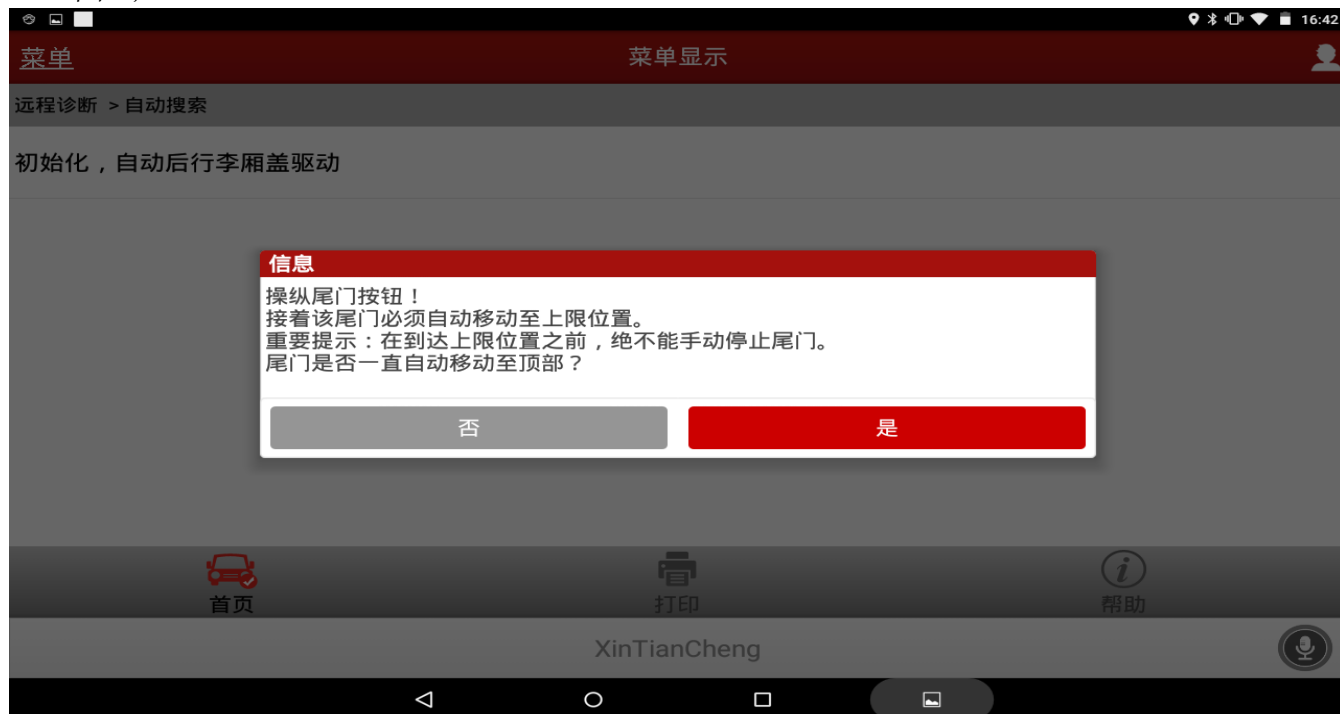 16:42
菜单
菜单显示
远程诊断 >自动搜索
初始化，自动后行李厢盖驱动
信息
操纵尾门按钮！
接着该尾门必须自动移动至上限位置。
重要提示：在到达上限位置之前，绝不能手动停止尾门。
尾门是否一直自动移动至顶部？
否
是
首页
打印
帮助
XinTianCheng